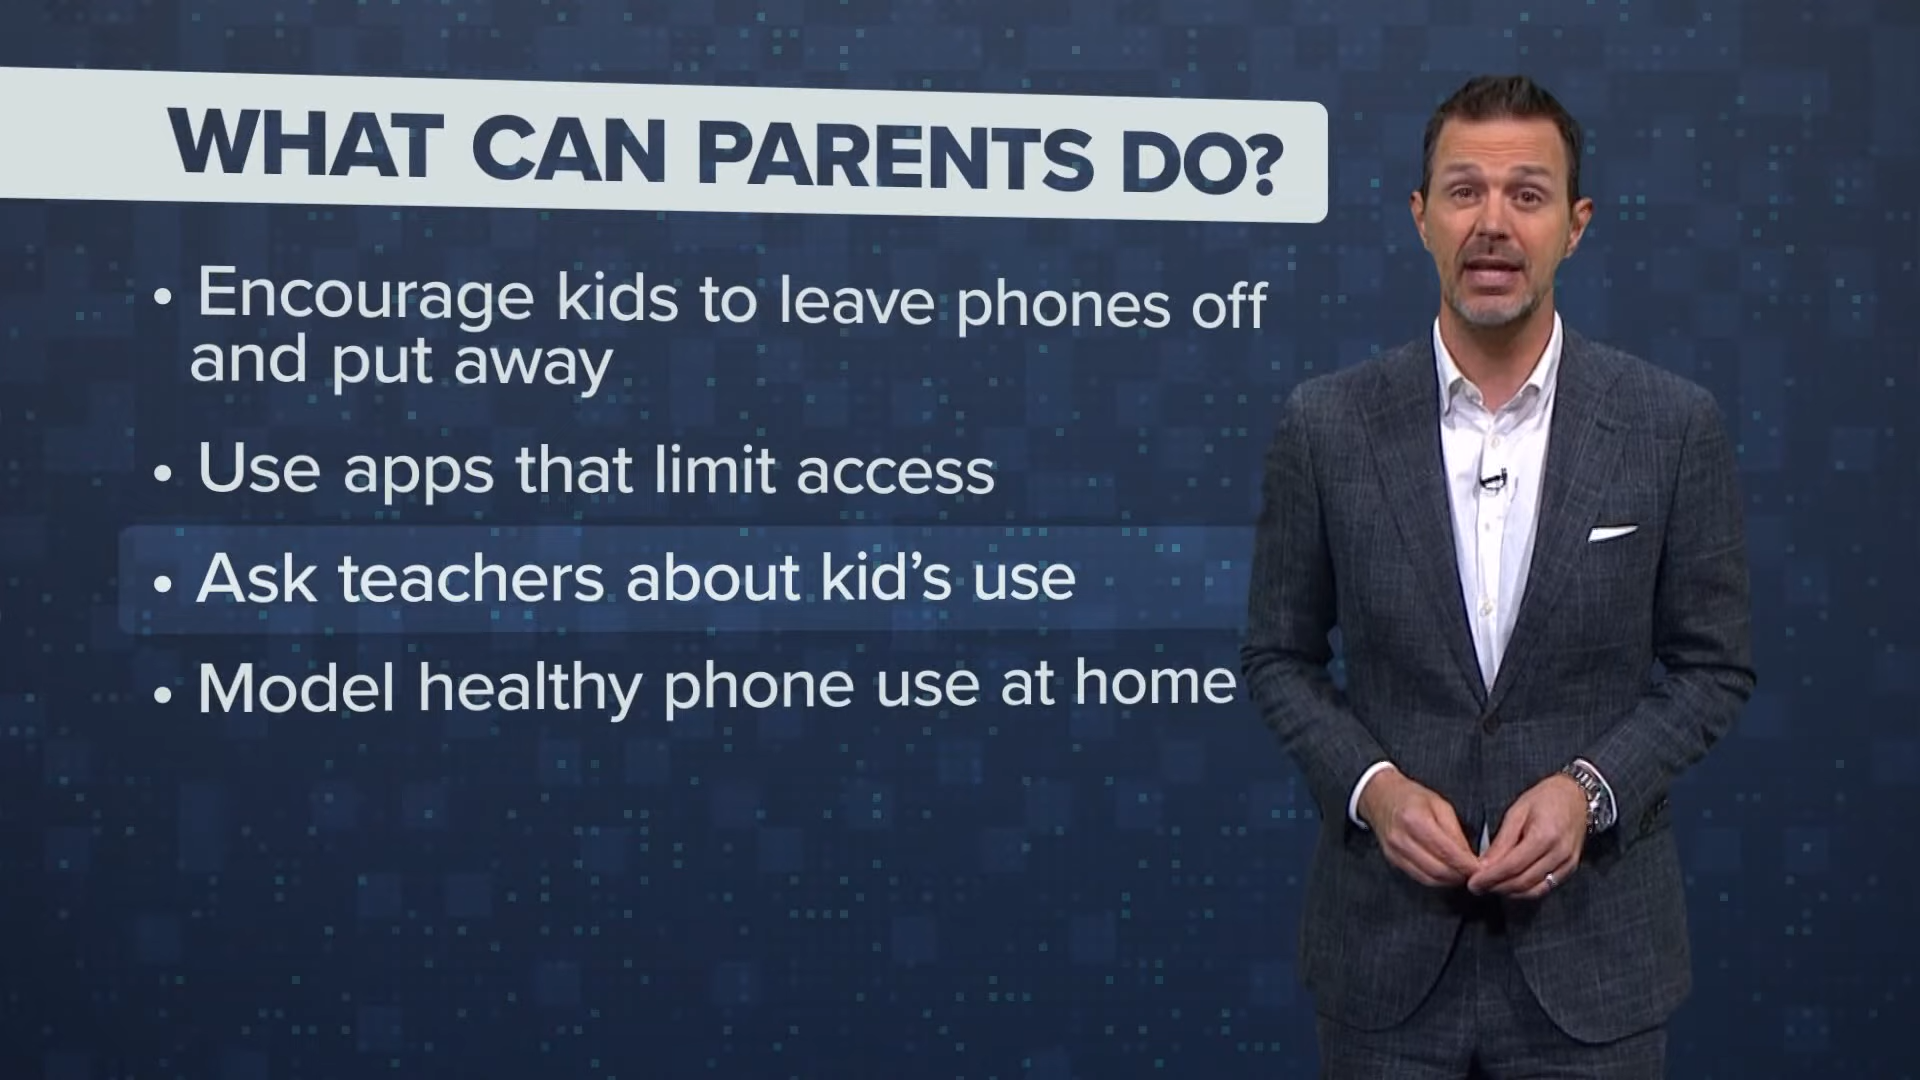 WHAT CAN PARENTS DO?
• Encourage kids to leave phones off
and put away
• Use apps that limit access
• Ask teachers about kid’s use
• Model healthy phone use at home